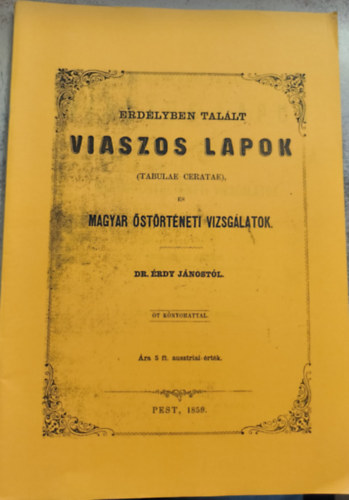 ERDÉLYBEN TALÁLT
VIASZOS LAPOK
(TABULAE CERATAE),
ÉS
MAGYAR ŐSTÖRTÉNETI VIZSGÁLATOK.
DR. ÉRDY JÁNOSTÓL.
ÖT KŐNYOMATTAL.
Ára 5 ft. austriai érték.
PEST, 1859.